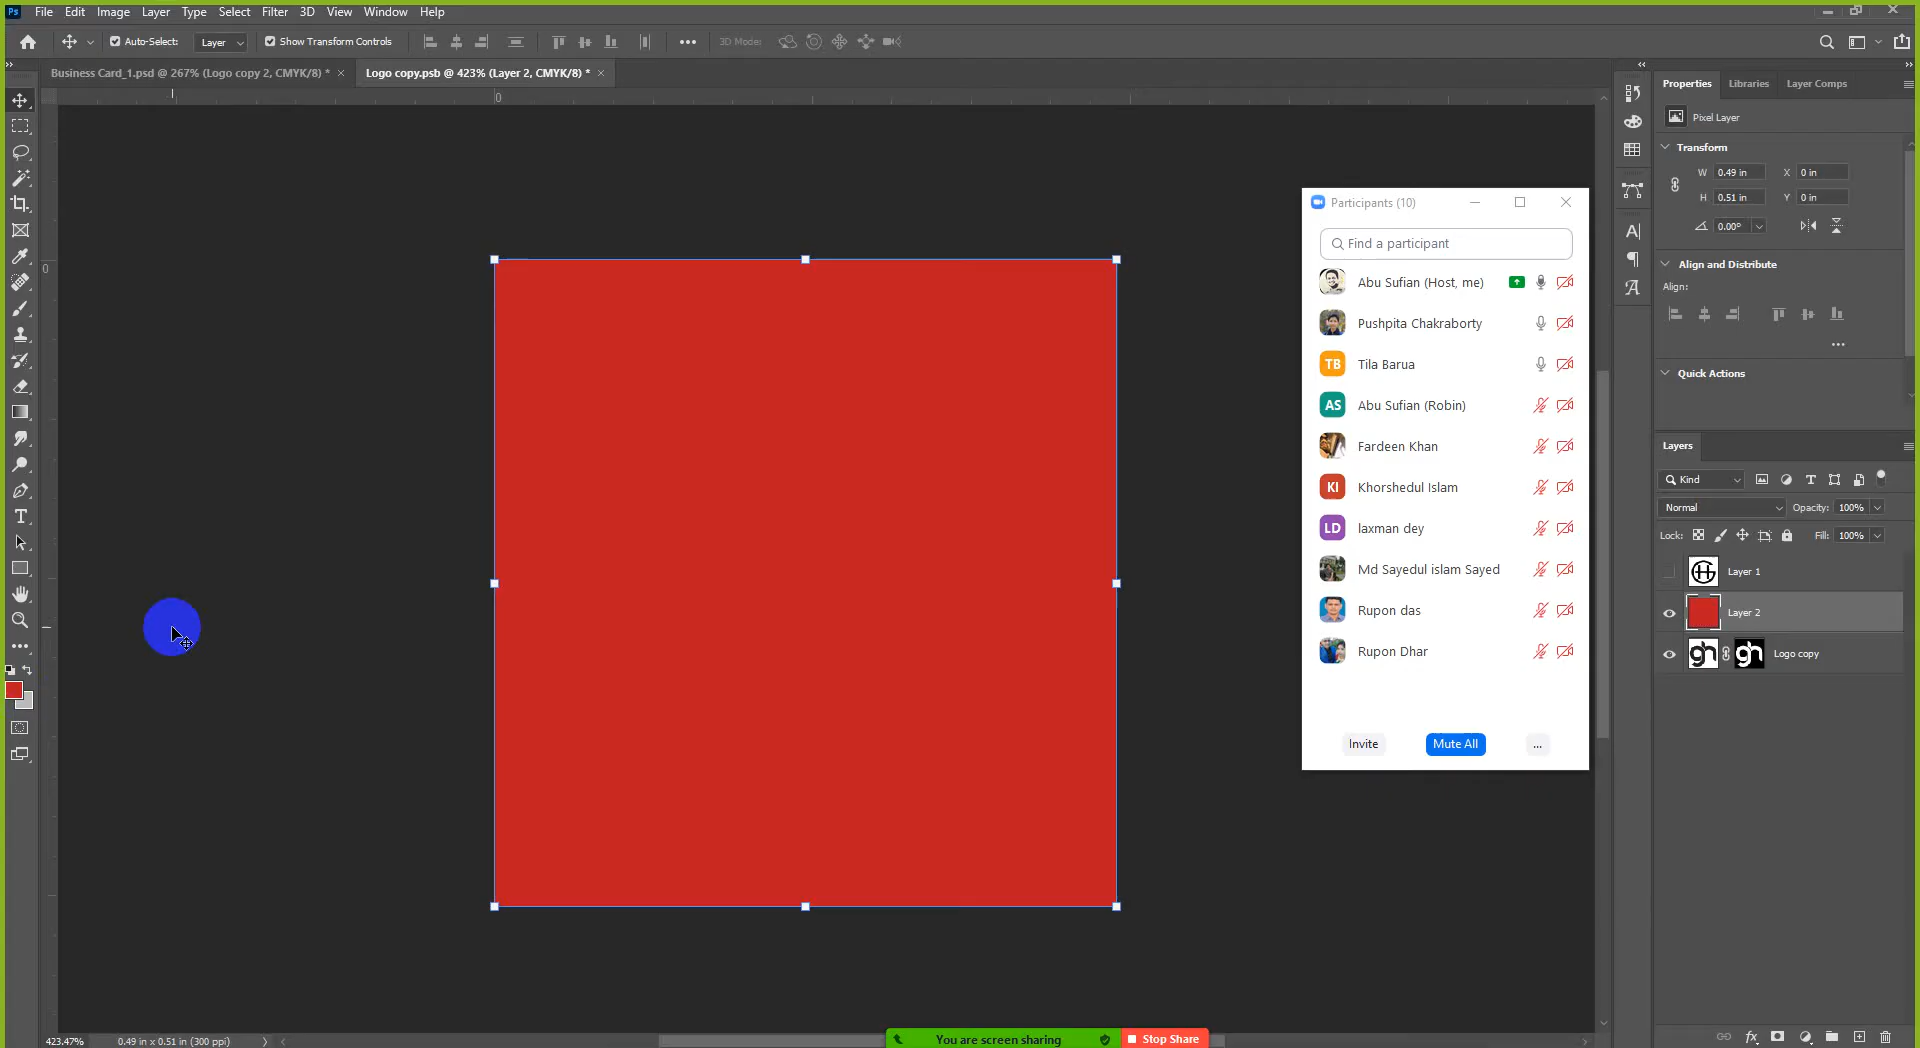 Ps File Edit Image Layer Type Select Filter 3D View Window Help
Auto-Select: Layer Show Transform Controls 3D Mode:
Business Card_1.psd @ 267% (Logo copy 2, CMYK/8) * Logo copy.psb @ 423% (Layer 2, CMYK/8) *
0
0
Participants (10)
Find a participant
Abu Sufian (Host, me)
Pushpita Chakraborty
TB Tila Barua
AS Abu Sufian (Robin)
Fardeen Khan
KI Khorshedul Islam
LD laxman dey
Md Sayedul islam Sayed
Rupon das
Rupon Dhar
Invite Mute All ...
Properties Libraries Layer Comps
Pixel Layer
Transform
W 0.49 in X 0 in
H 0.51 in Y 0 in
0.00°
Align and Distribute
Align:
Quick Actions
Layers
Kind
Normal Opacity: 100%
Lock: Fill: 100%
Layer 1
Layer 2
gh gh Logo copy
423.47% 0.49 in x 0.51 in (300 ppi)
You are screen sharing Stop Share